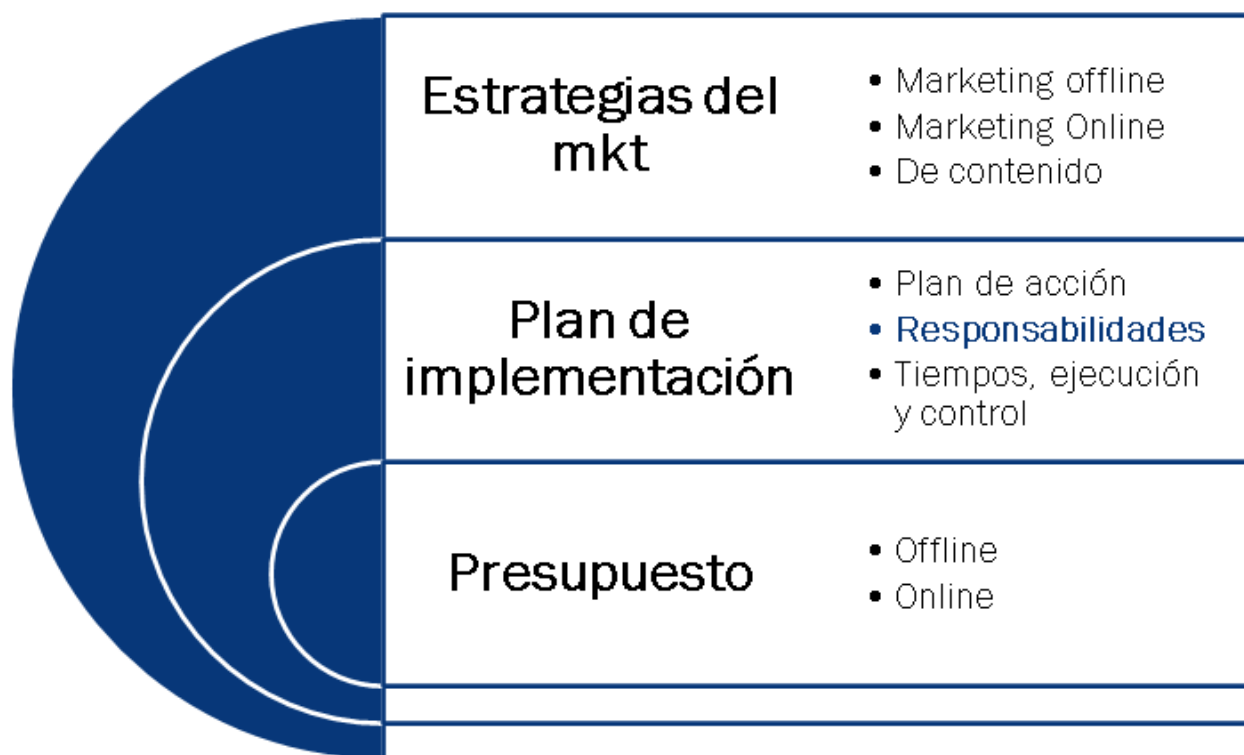 Estrategias del
mkt
• Marketing offline
• Marketing Online
• De contenido
Plan de
implementación
• Plan de acción
• Responsabilidades
• Tiempos, ejecución
y control
Presupuesto
• Offline
• Online